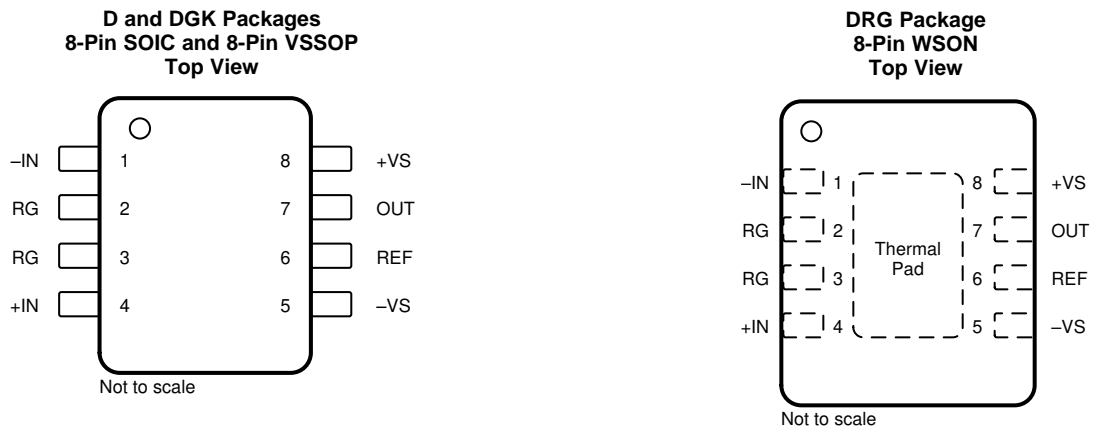 D and DGK Packages
8-Pin SOIC and 8-Pin VSSOP
Top View
–IN 1 8 +VS
RG 2 7 OUT
RG 3 6 REF
+IN 4 5 –VS
Not to scale
DRG Package
8-Pin WSON
Top View
–IN 1 8 +VS
RG 2 7 OUT
Thermal
Pad
RG 3 6 REF
+IN 4 5 –VS
Not to scale